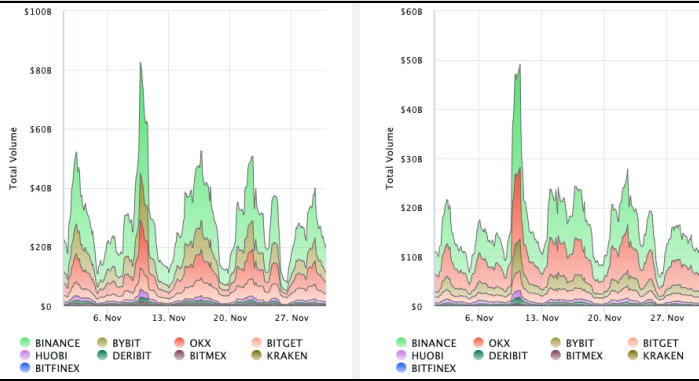 $100B
$80B
$60B
$40B
$20B
$0
Total Volume
6. Nov
13. Nov
20. Nov
27. Nov
BINANCE
BYBIT
OKX
BITGET
HUOBI
DERIBIT
BITMEX
KRAKEN
BITFINEX
$60B
$50B
$40B
$30B
$20B
$10B
$0
Total Volume
6. Nov
13. Nov
20. Nov
27. Nov
BINANCE
OKX
BYBIT
BITGET
HUOBI
DERIBIT
BITMEX
KRAKEN
BITFINEX